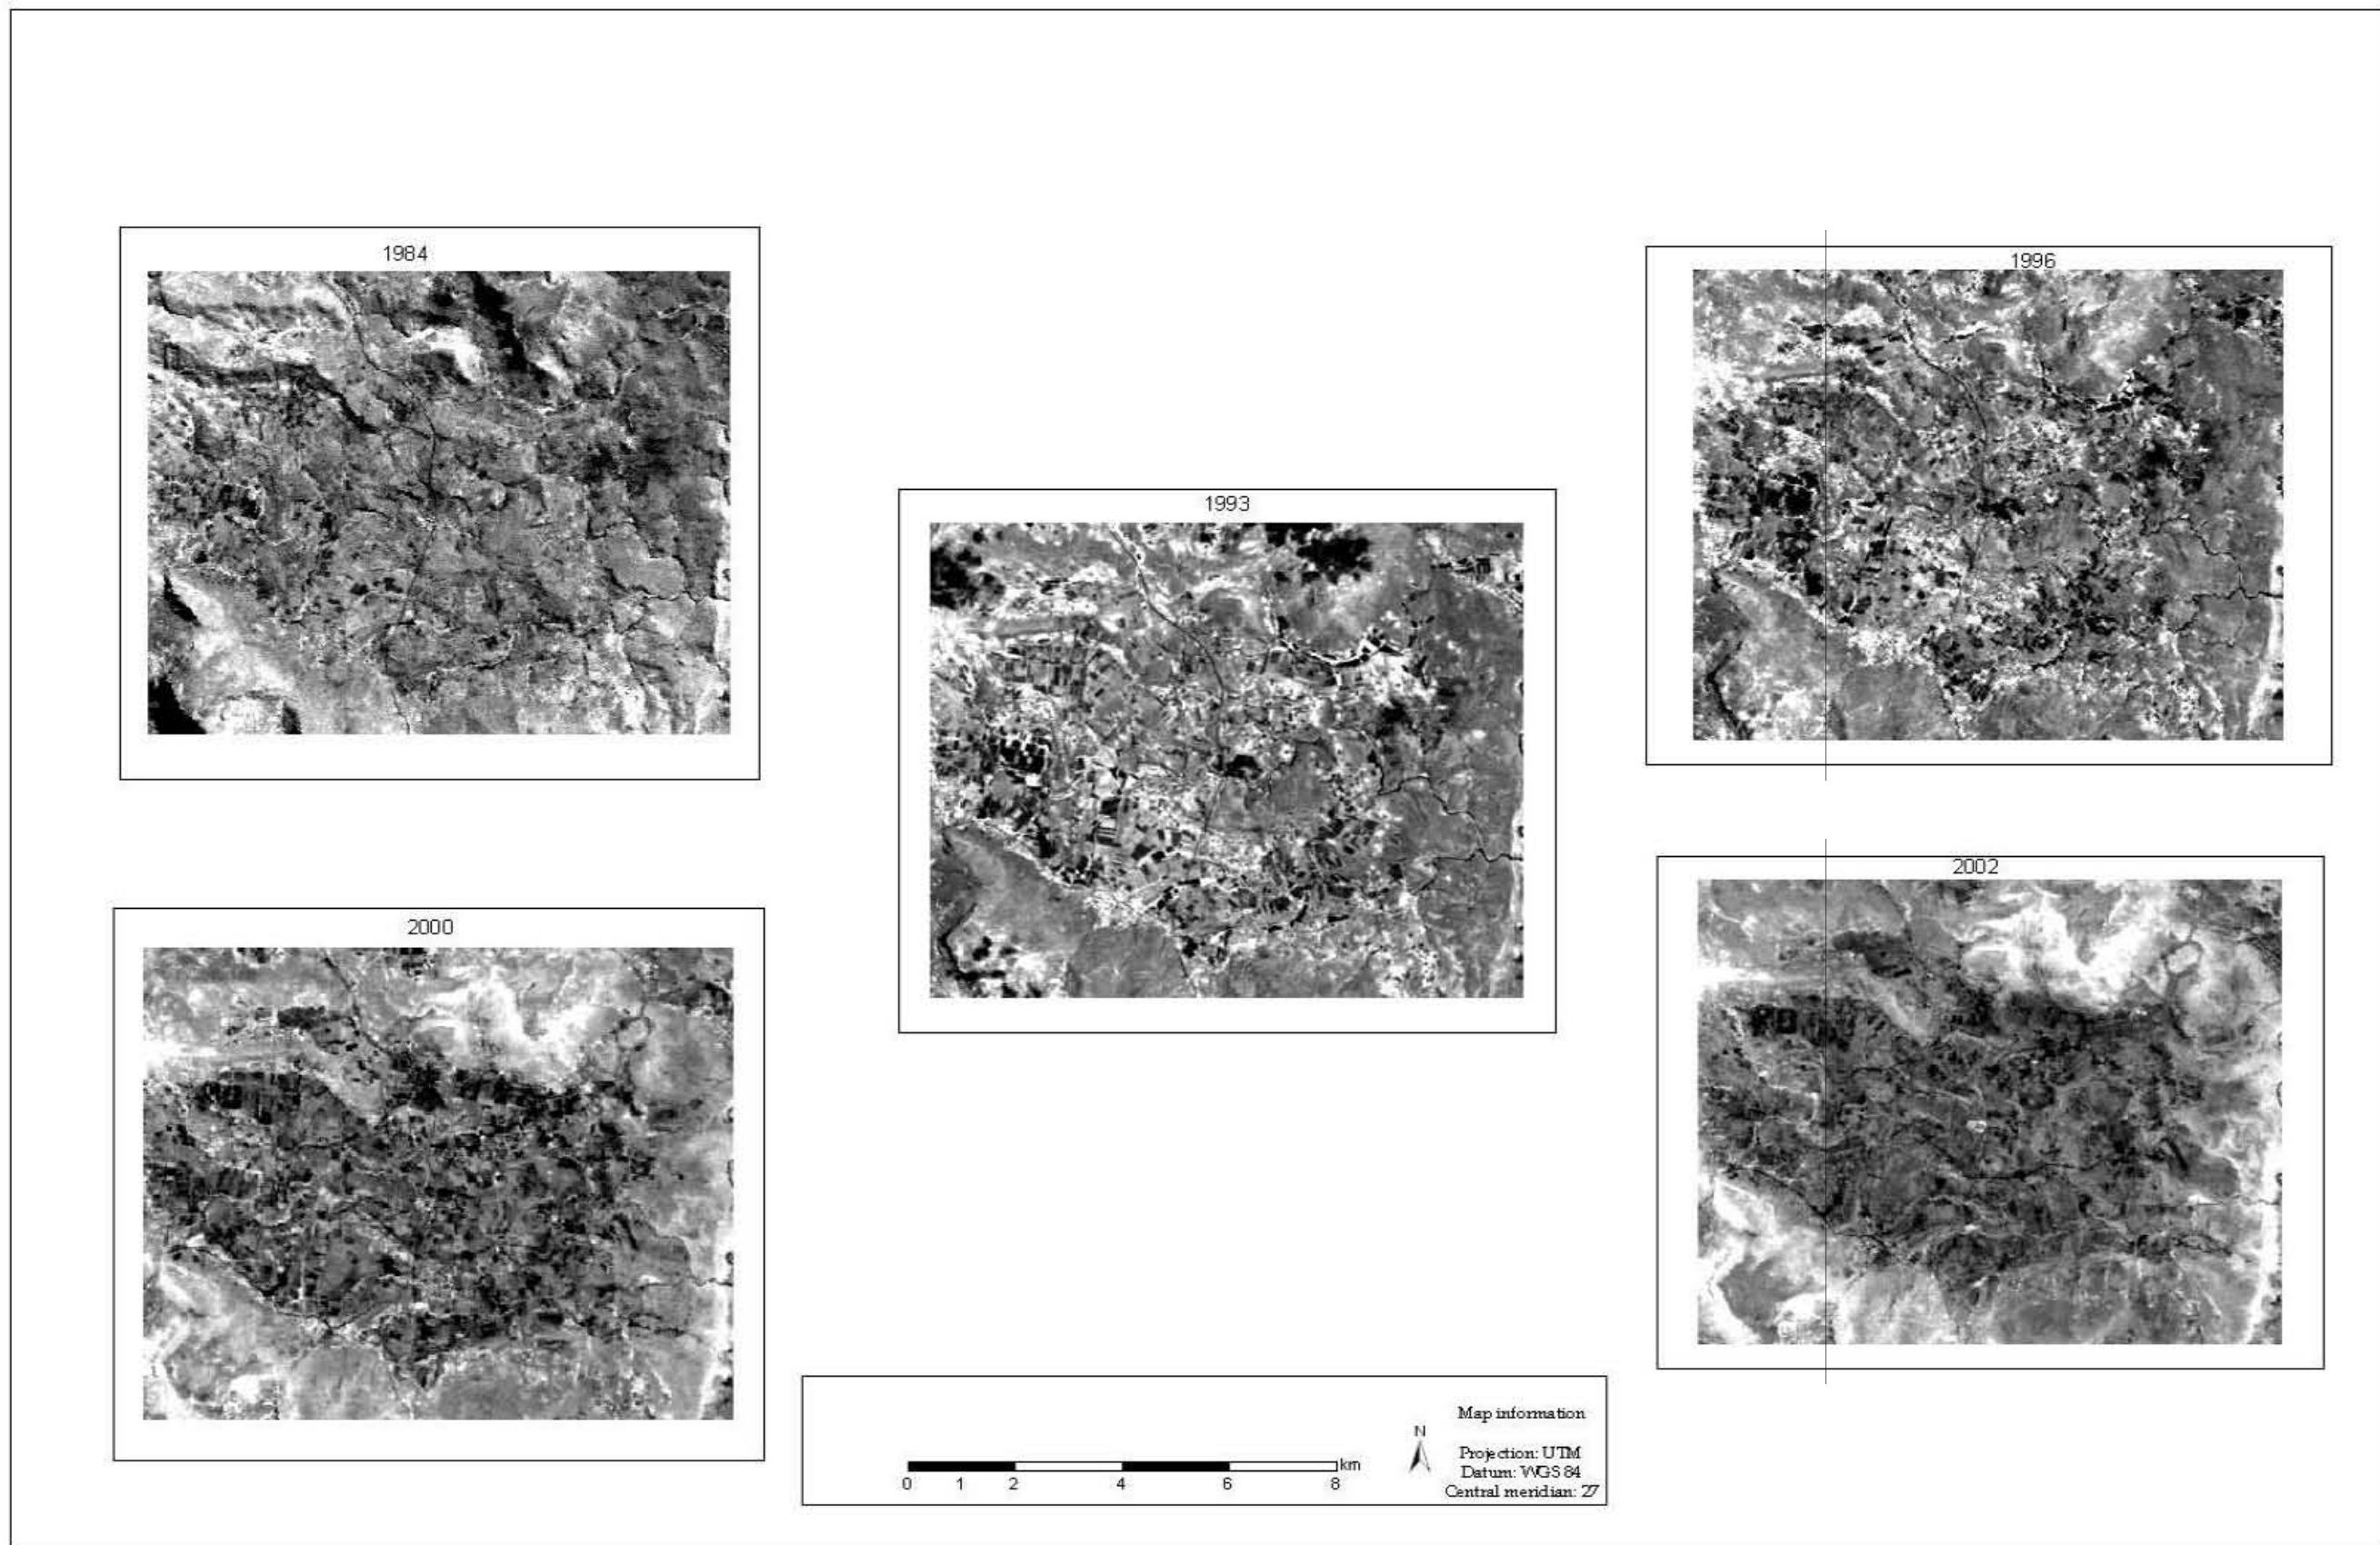 1984
1996
1993
2000
2002
0 1 2 4 6 8 km
N
Map information
Projection: UTM
Datum: WGS 84
Central meridian: 27